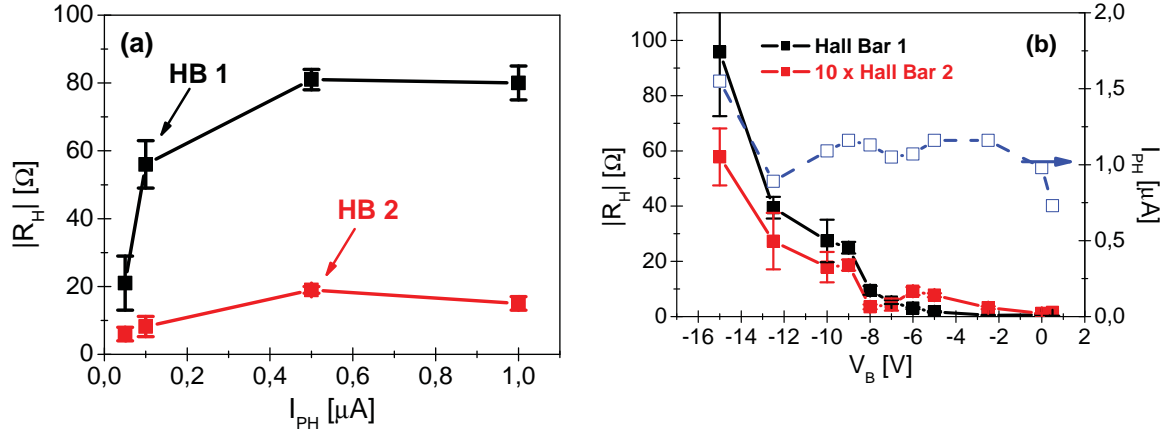 (a)
HB 1
HB 2
100
80
60
40
20
0
|R_H| [Ω]
0,0 0,2 0,4 0,6 0,8 1,0
I_PH [μA]
(b)
Hall Bar 1
10 x Hall Bar 2
100
80
60
40
20
0
|R_H| [Ω]
2,0
1,5
1,0
0,5
0,0
I_PH [μA]
-16 -14 -12 -10 -8 -6 -4 -2 0
V_B [V]